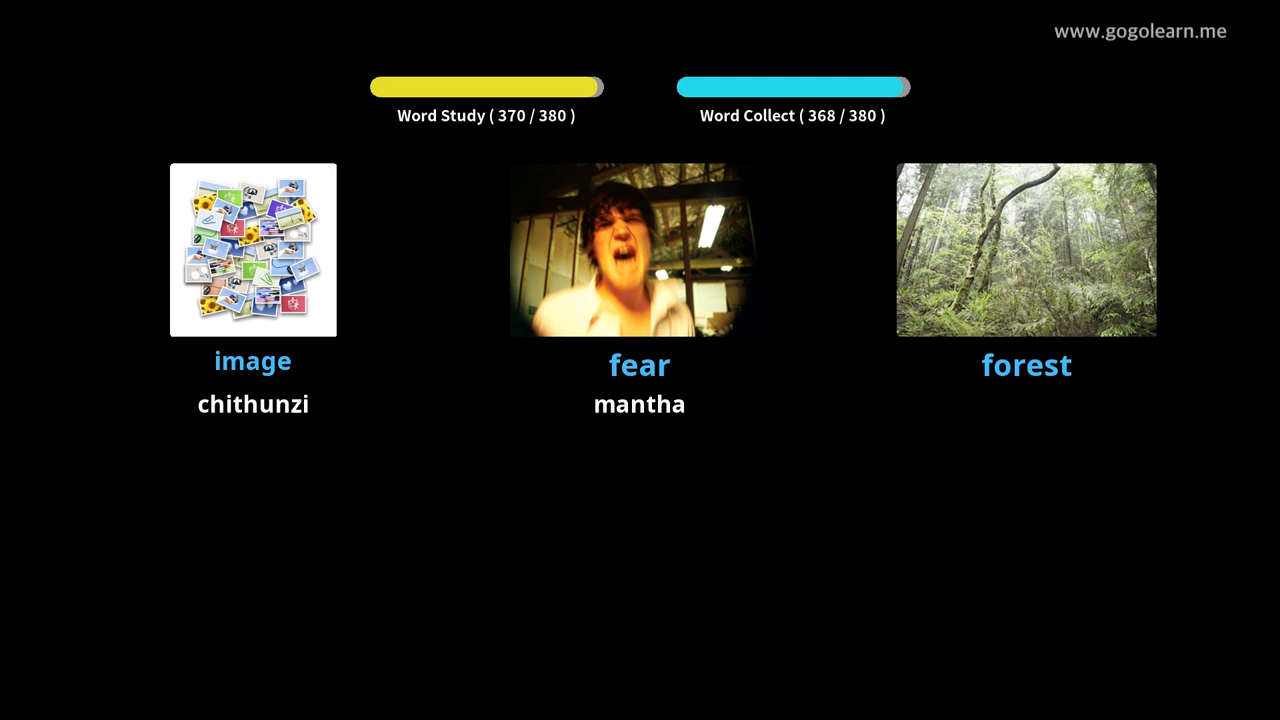 www.gogolearn.me
Word Study ( 370 / 380 )
Word Collect ( 368 / 380 )
image
fear
forest
chithunzi
mantha